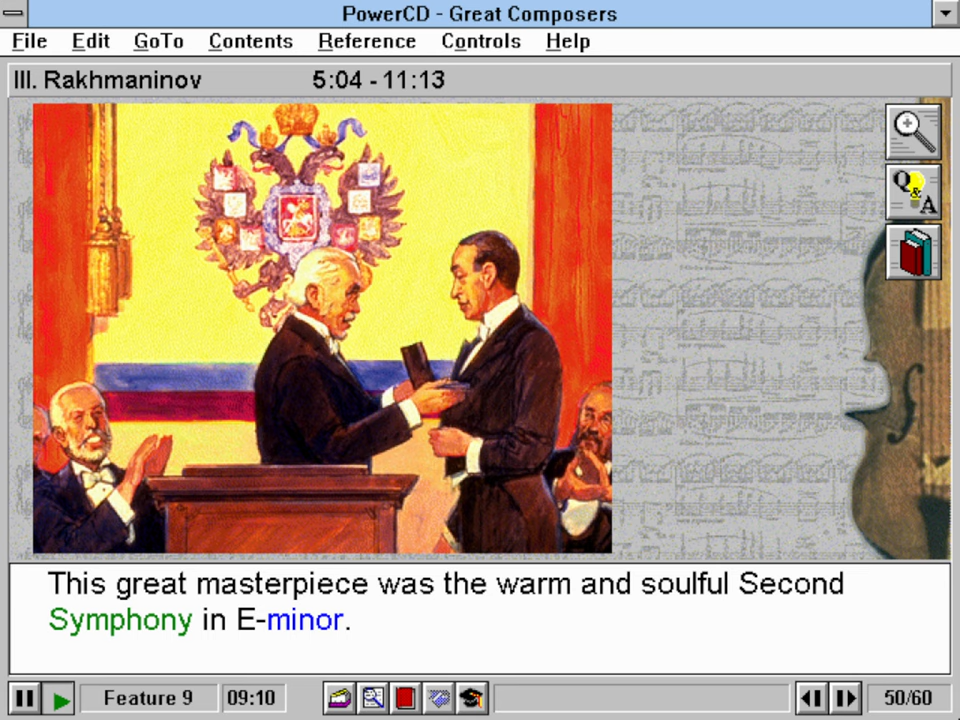 PowerCD - Great Composers
File Edit GoTo Contents Reference Controls Help
III. Rakhmaninov 5:04 - 11:13
Q & A
This great masterpiece was the warm and soulful Second
Symphony in E-minor.
Feature 9 09:10 50/60